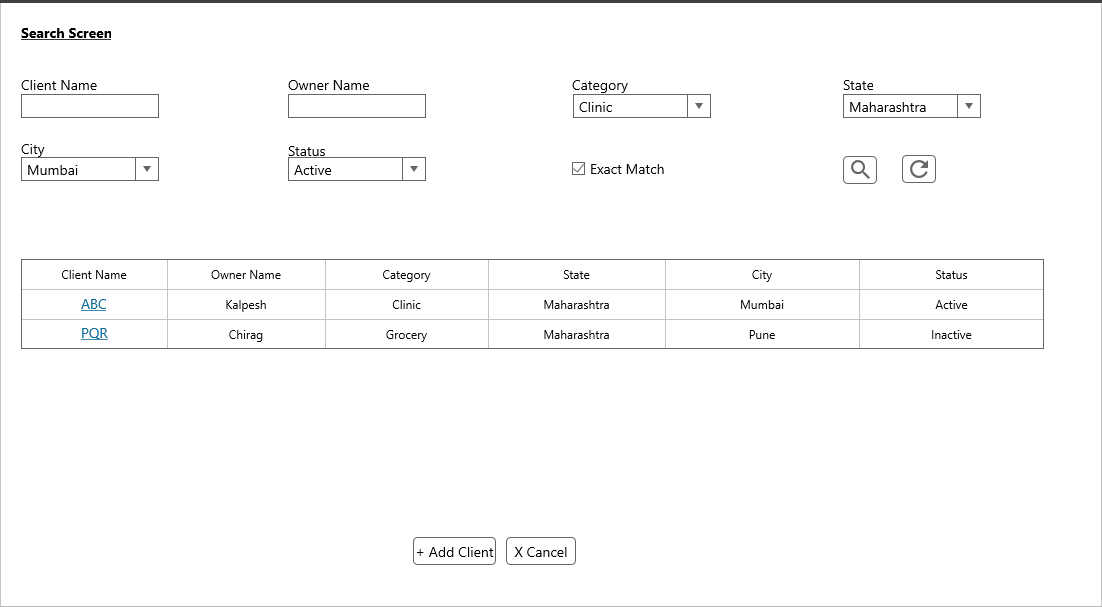 Search Screen
Client Name Owner Name Category State
Clinic Maharashtra
City Status
Mumbai Active Exact Match
Client Name Owner Name Category State City Status
ABC Kalpesh Clinic Maharashtra Mumbai Active
PQR Chirag Grocery Maharashtra Pune Inactive
+ Add Client X Cancel